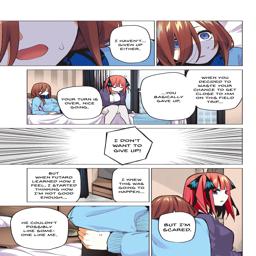 I HAVEN'T
GIVEN UP
EITHER.
WHEN YOU
DECIDED TO
WASTE YOUR
CHANCE TO GET
CLOSE TO HIM
ON THIS FIELD
TRIP...
...YOU
BASICALLY
GAVE UP.
YOUR TURN IS
OVER. NICE
GOING.
I DON'T
WANT TO
GIVE UP!
BUT
WHEN FUTARO
LEARNED HOW I
FEEL, I STARTED
THINKING HOW
I'M NOT GOOD
ENOUGH...
I KNEW
THIS WAS
GOING TO
HAPPEN...
HE COULDN'T
POSSIBLY
LIKE SOME-
ONE LIKE ME.
BUT I'M
SCARED.